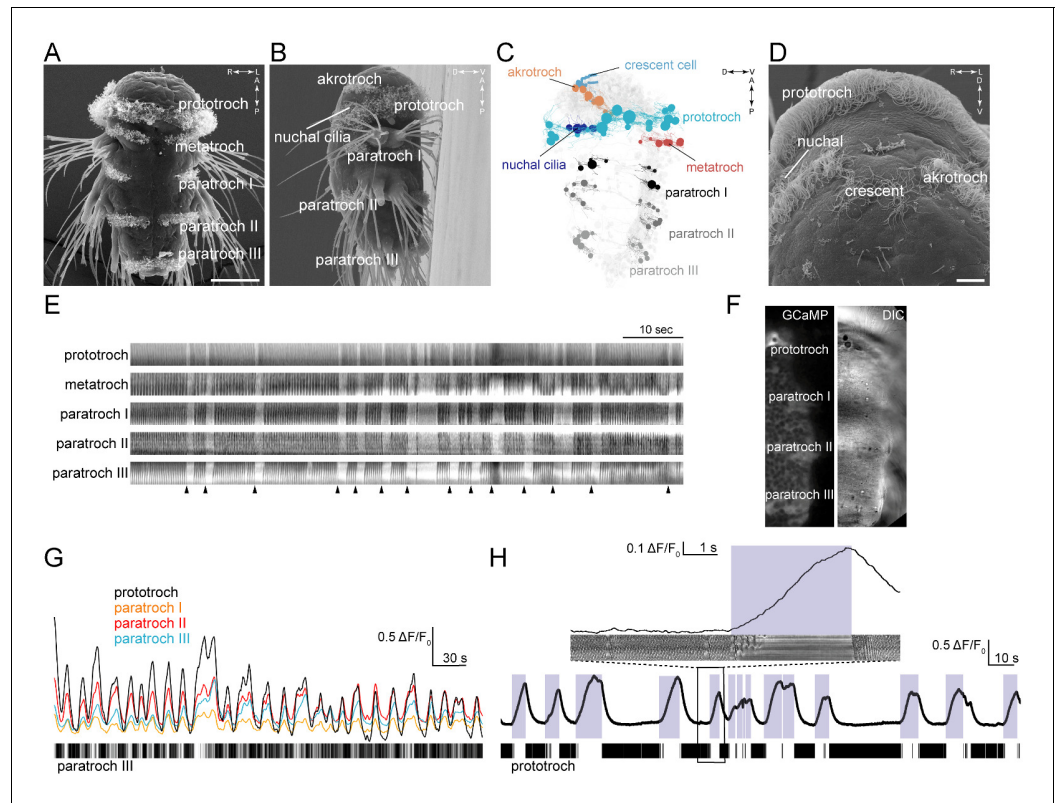 A
R L
A
P
prototroch
metatroch
paratroch I
paratroch II
paratroch III
B
D V
A
P
akrotroch
prototroch
nuchal cilia
paratroch I
paratroch II
paratroch III
C
D V
A
P
crescent cell
akrotroch
prototroch
nuchal cilia
metatroch
paratroch I
paratroch II
paratroch III
D
R L
D
V
prototroch
nuchal
akrotroch
crescent
E
10 sec
prototroch
metatroch
paratroch I
paratroch II
paratroch III
F
GCaMP DIC
prototroch
paratroch I
paratroch II
paratroch III
G
prototroch
paratroch I
paratroch II
paratroch III
0.5 ΔF/F0
30 s
paratroch III
H
0.1 ΔF/F0
1 s
0.5 ΔF/F0
10 s
prototroch